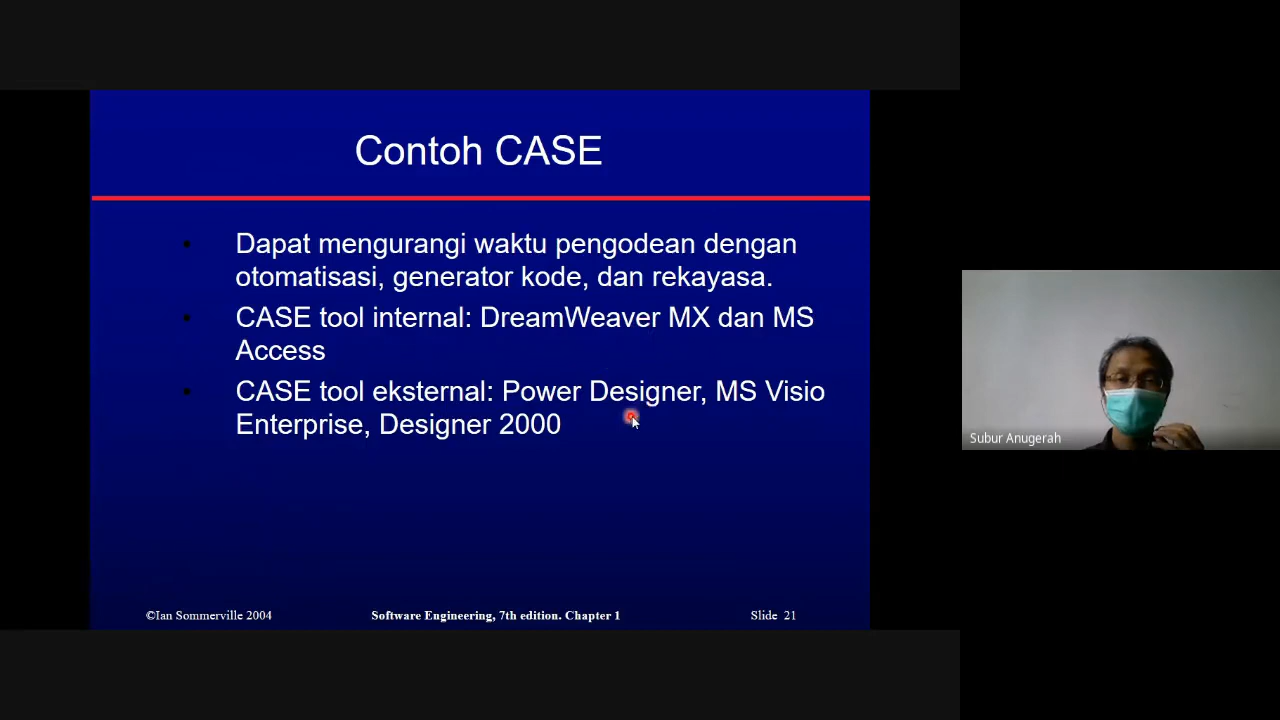 Contoh CASE
Dapat mengurangi waktu pengodean dengan
otomatisasi, generator kode, dan rekayasa.
CASE tool internal: DreamWeaver MX dan MS
Access
CASE tool eksternal: Power Designer, MS Visio
Enterprise, Designer 2000
©Ian Sommerville 2004
Software Engineering, 7th edition. Chapter 1
Slide 21
Subur Anugerah